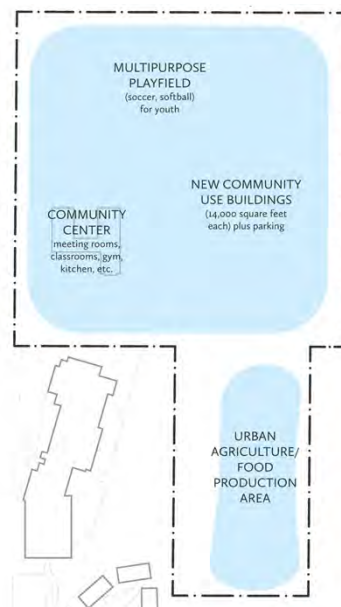 MULTIPURPOSE
PLAYFIELD
(soccer, softball)
for youth
NEW COMMUNITY
USE BUILDINGS
(14,000 square feet
each) plus parking
COMMUNITY
CENTER
meeting rooms,
classrooms, gym,
kitchen, etc.
URBAN
AGRICULTURE/
FOOD
PRODUCTION
AREA